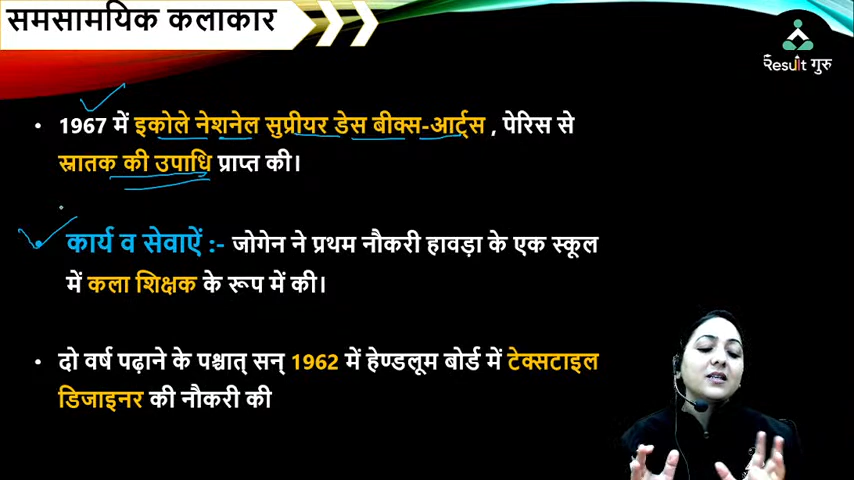 समसामयिक कलाकार
Result गुरु
• 1967 में इकोले नेशनेल सुप्रीयर डेस बीक्स-आर्ट्स , पेरिस से
स्नातक की उपाधि प्राप्त की।
कार्य व सेवाऐं :- जोगेन ने प्रथम नौकरी हावड़ा के एक स्कूल
में कला शिक्षक के रूप में की।
• दो वर्ष पढ़ाने के पश्चात् सन् 1962 में हेण्डलूम बोर्ड में टेक्सटाइल
डिजाइनर की नौकरी की